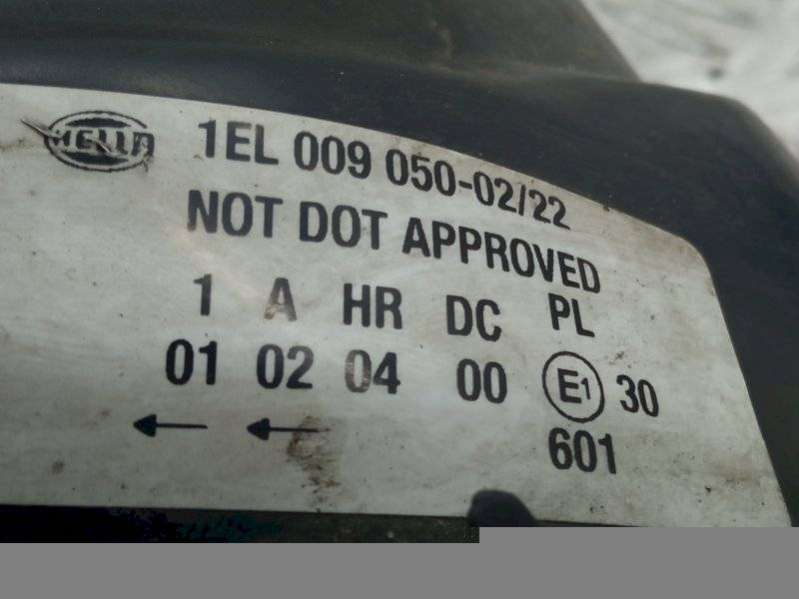 HELLA 1EL 009 050-02/22
NOT DOT APPROVED
1 A HR DC PL
01 02 04 00 E1 30
601